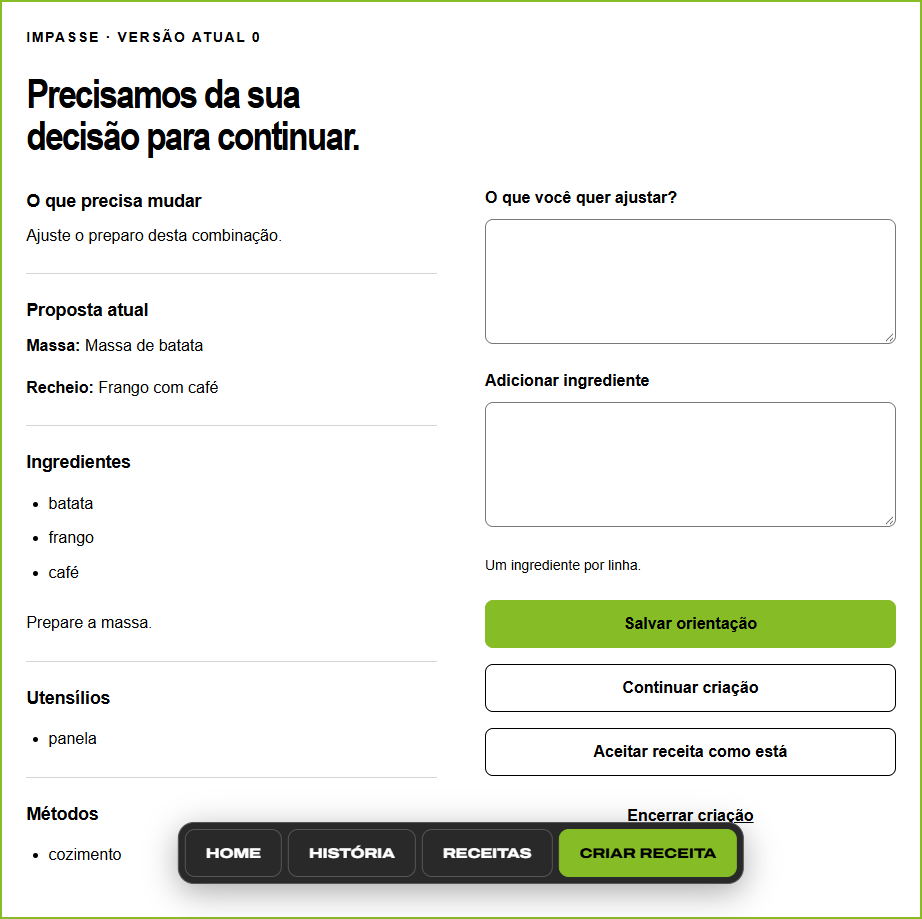 IMPASSE · VERSÃO ATUAL 0
Precisamos da sua
decisão para continuar.
O que precisa mudar
Ajuste o preparo desta combinação.
Proposta atual
Massa: Massa de batata
Recheio: Frango com café
Ingredientes
batata
frango
café
Prepare a massa.
Utensílios
panela
Métodos
cozimento
O que você quer ajustar?
Adicionar ingrediente
Um ingrediente por linha.
Salvar orientação
Continuar criação
Aceitar receita como está
Encerrar criação
HOME
HISTÓRIA
RECEITAS
CRIAR RECEITA